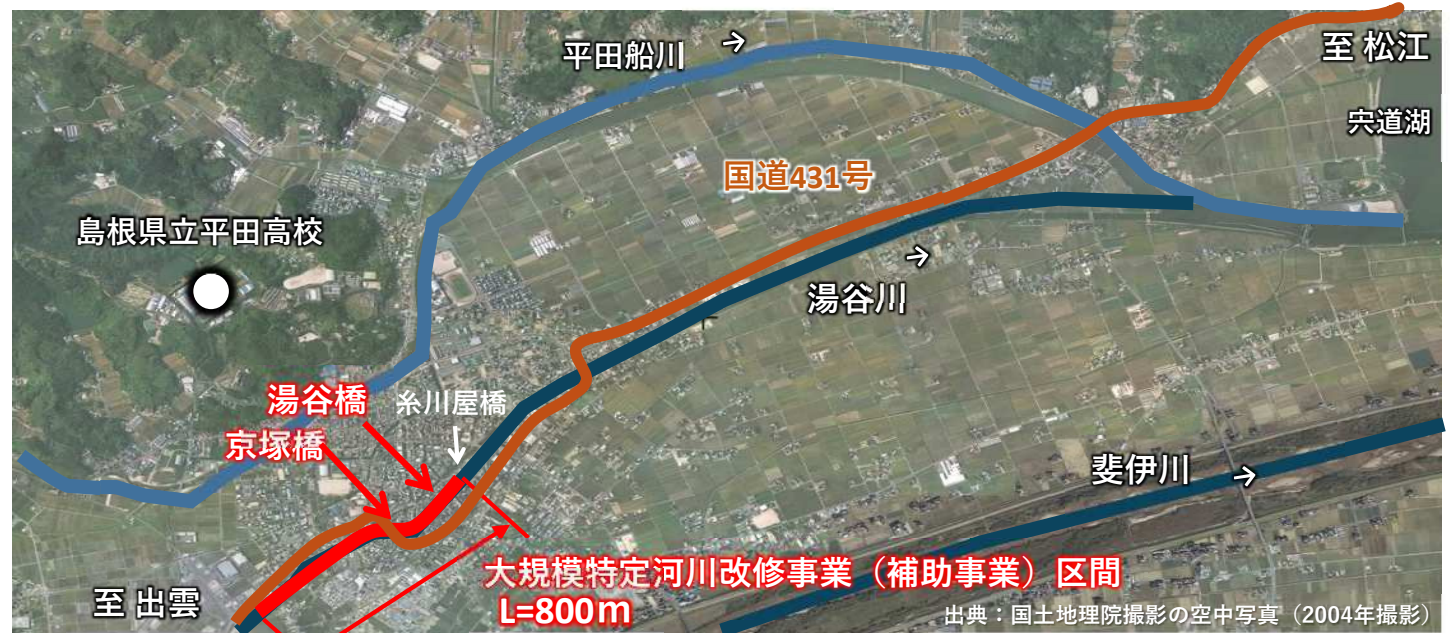 平田船川 →
至 松江
宍道湖
国道431号
島根県立平田高校
→
湯谷川
湯谷橋
糸川屋橋
京塚橋
斐伊川 →
大規模特定河川改修事業（補助事業）区間
L=800ｍ
至 出雲
出典：国土地理院撮影の空中写真（2004年撮影）